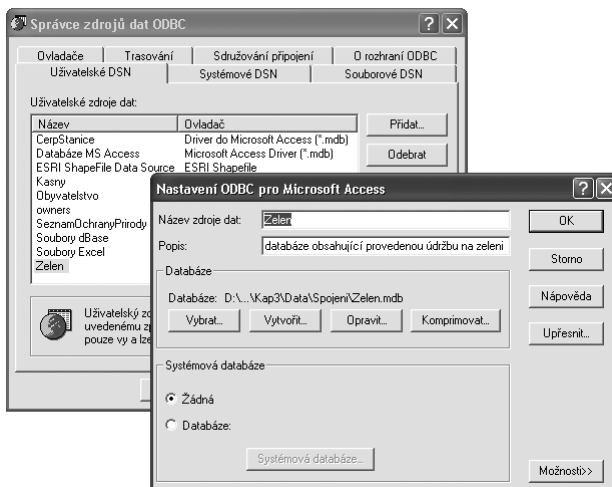 Správce zdrojů dat ODBC
Ovladače
Trasování
Sdružování připojení
O rozhraní ODBC
Uživatelské DSN
Systémové DSN
Souborové DSN
Uživatelské zdroje dat:
Název Ovladač
CerpStanice Driver do Microsoft Access (*.mdb)
Databáze MS Access Microsoft Access Driver (*.mdb)
ESRI ShapeFile Data Source ESRI Shapefile
Kasny
Obyvatelstvo
owners
SeznamOchranyPrirody
Soubory dBase
Soubory Excel
Zelen
Přidat...
Odebrat
Uživatelský
uvedenému
pouze vy a lze
Nastavení ODBC pro Microsoft Access
Název zdroje dat: Zelen
Popis: databáze obsahující provedenou údržbu na zeleni
Databáze
Databáze: D:\...\Kap3\Data\Spojeni\Zelen.mdb
Vybrat... Vytvořit... Opravit... Komprimovat...
Systémová databáze
Žádná
Databáze:
Systémová databáze...
OK
Storno
Nápověda
Upřesnit...
Možnosti>>